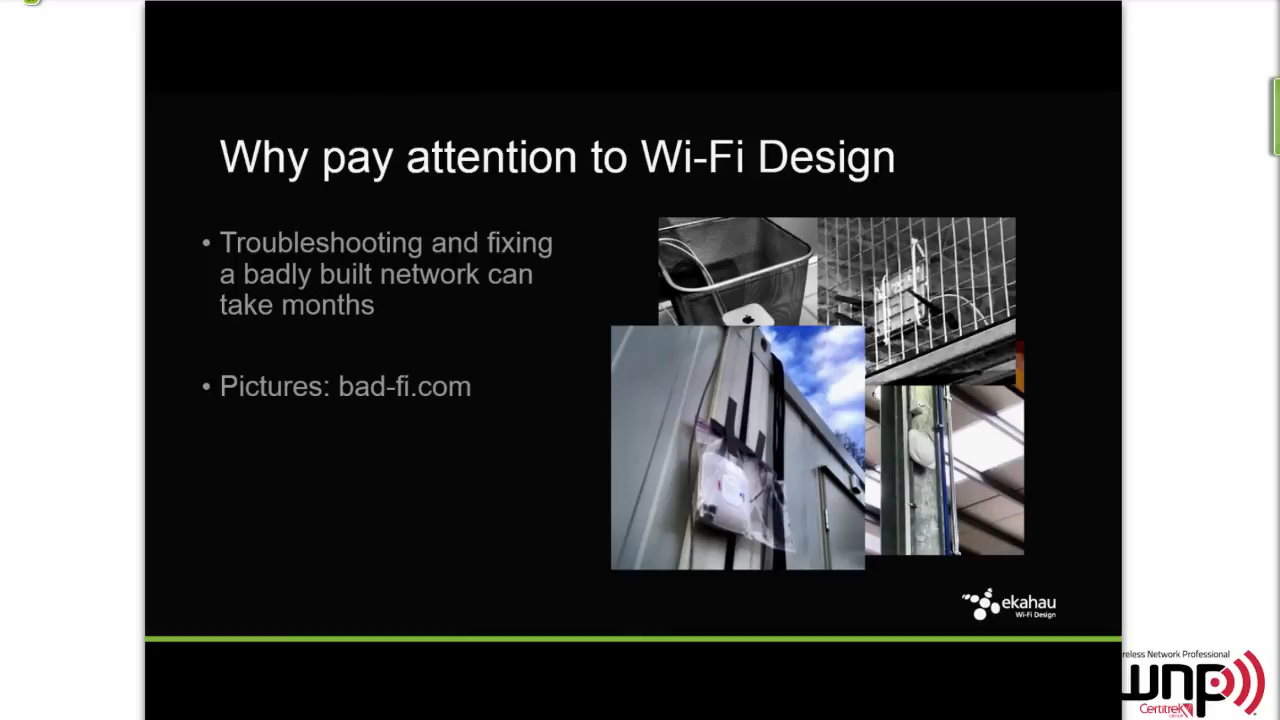 Why pay attention to Wi-Fi Design
• Troubleshooting and fixing
a badly built network can
take months
• Pictures: bad-fi.com
ekahau
Wi-Fi Design
reless Network Professional
wnp
Certitrek